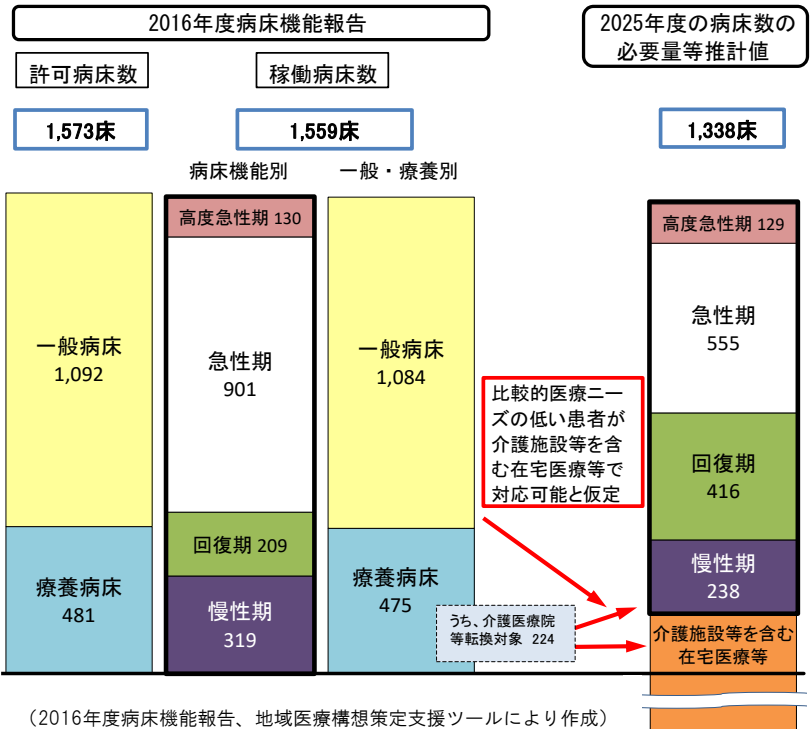 2016年度病床機能報告
2025年度の病床数の
必要量等推計値
許可病床数
稼働病床数
1,573床
1,559床
1,338床
病床機能別
一般・療養別
一般病床
1,092
療養病床
481
高度急性期 130
急性期
901
回復期 209
慢性期
319
一般病床
1,084
療養病床
475
比較的医療ニー
ズの低い患者が
介護施設等を含
む在宅医療等で
対応可能と仮定
うち、介護医療院
等転換対象 224
高度急性期 129
急性期
555
回復期
416
慢性期
238
介護施設等を含む
在宅医療等
（2016年度病床機能報告、地域医療構想策定支援ツールにより作成）